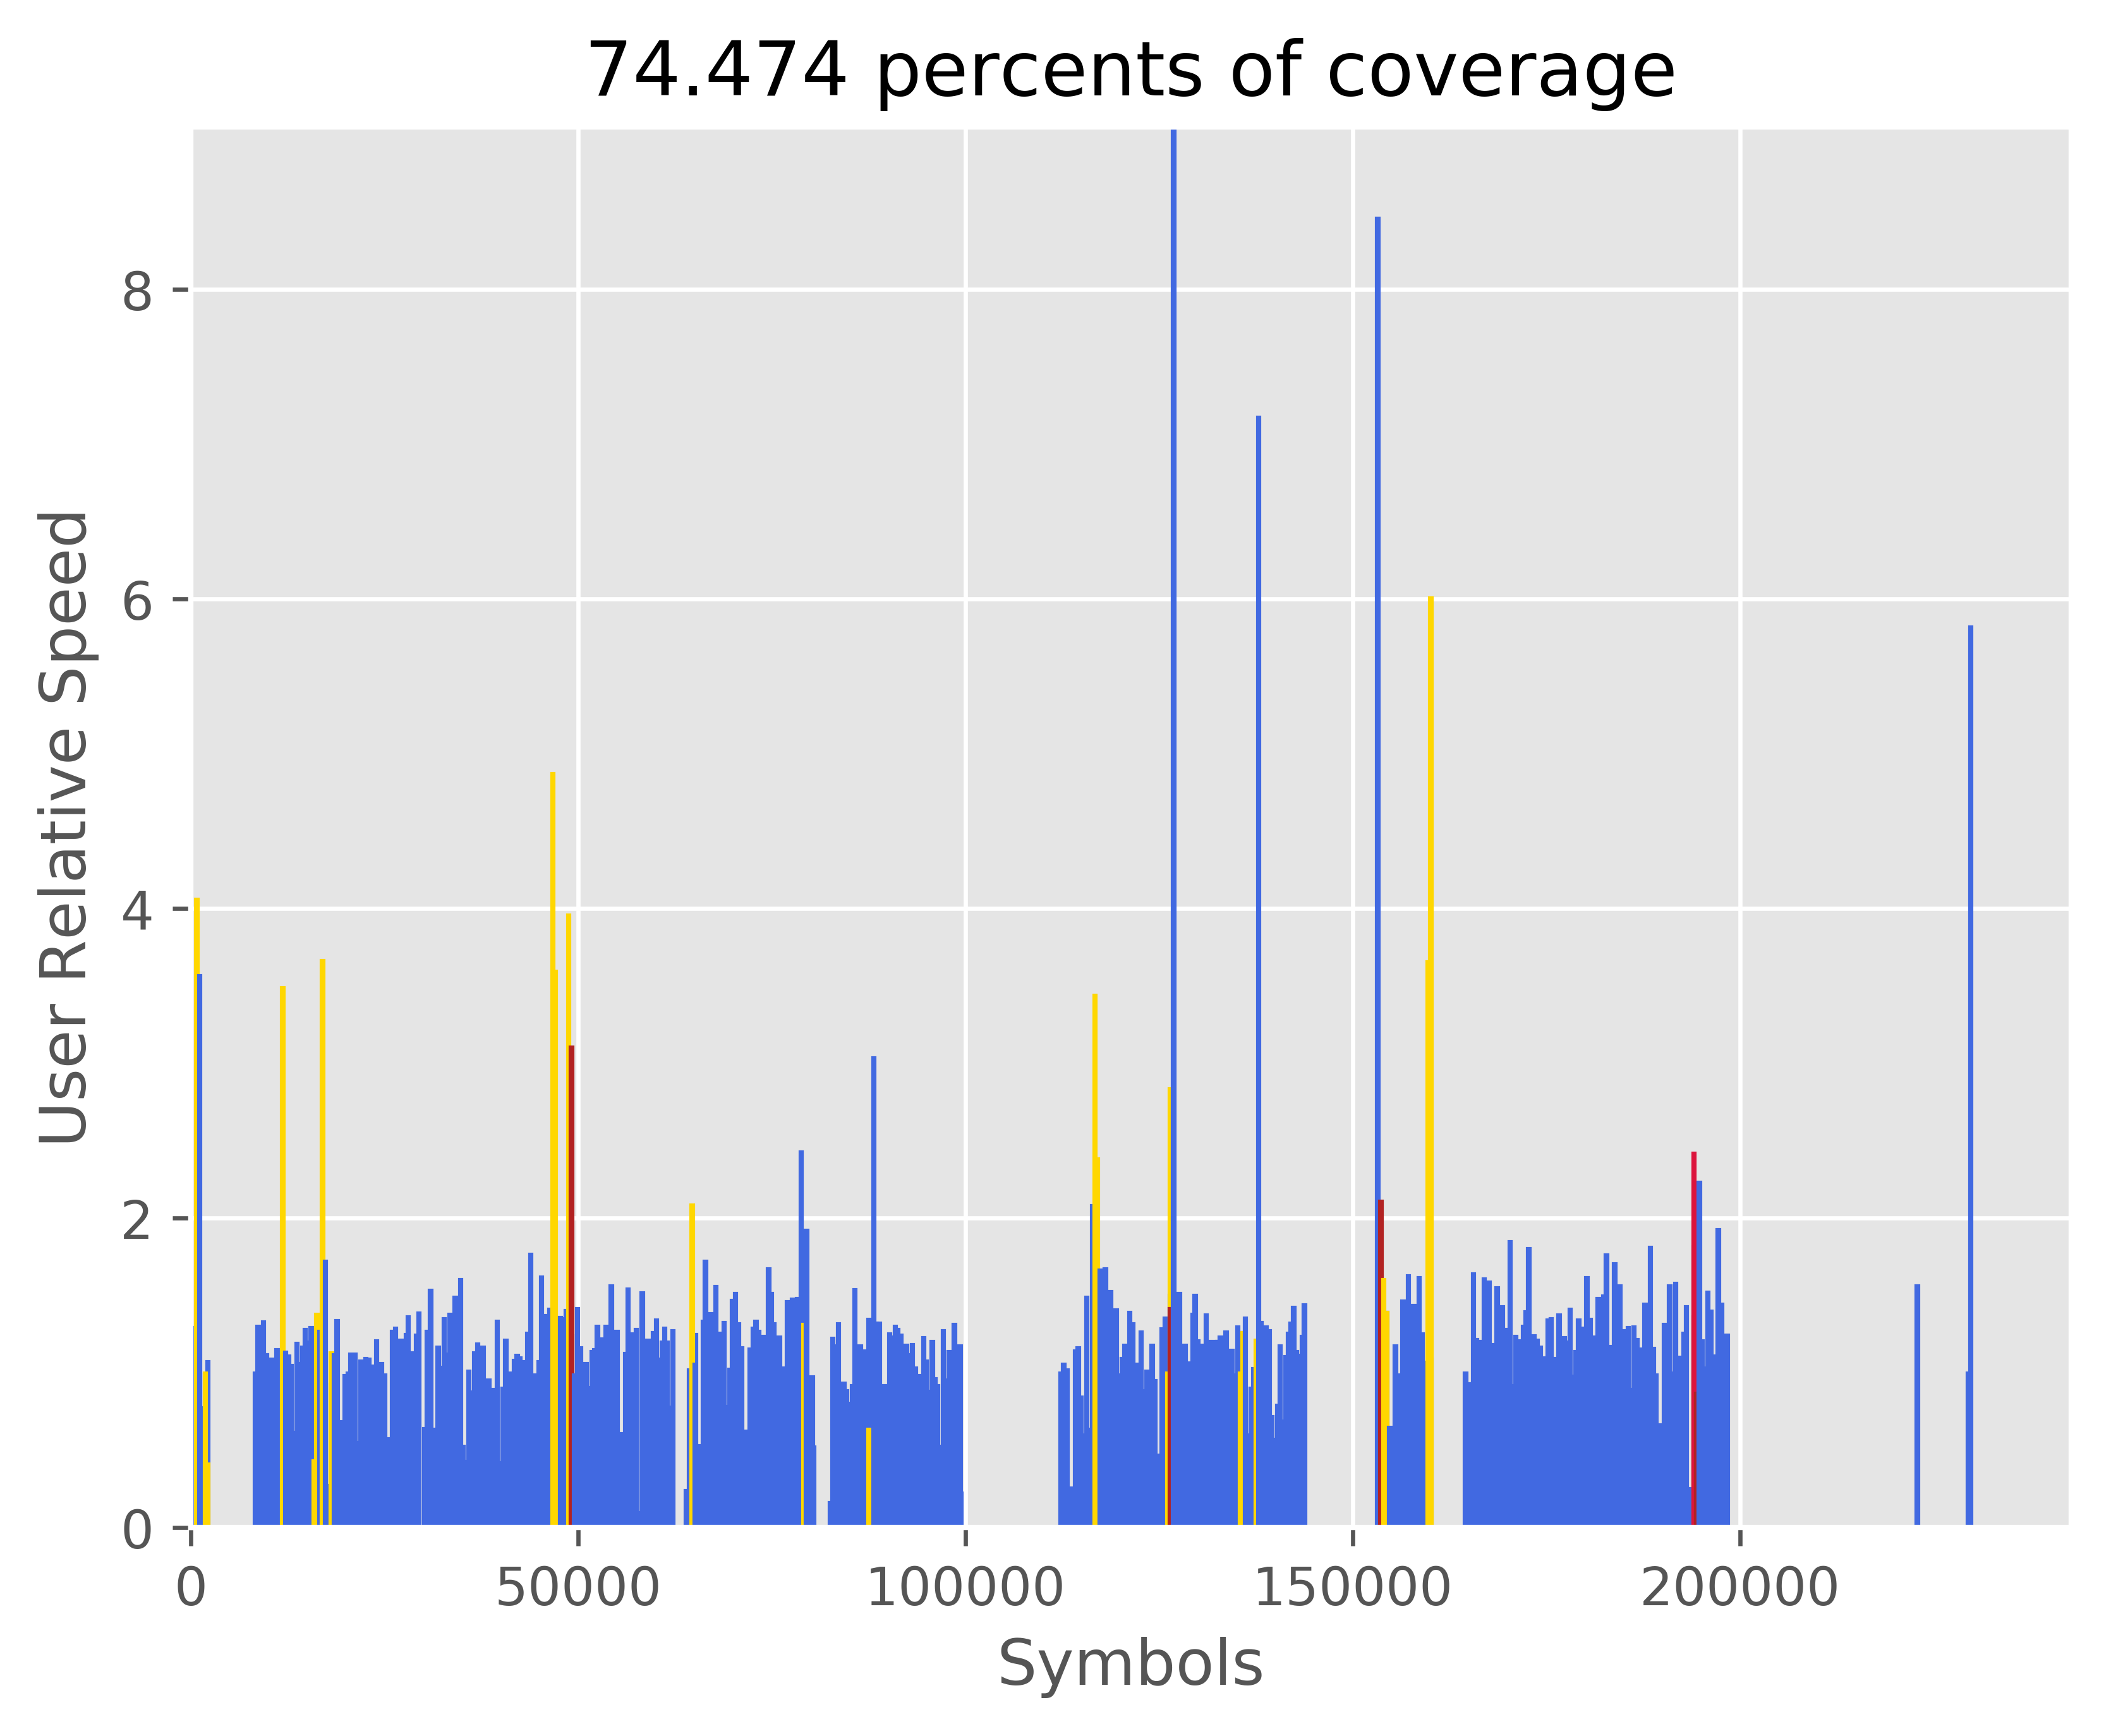 74.474 percents of coverage
User Relative Speed
8
6
4
2
0
0 50000 100000 150000 200000
Symbols